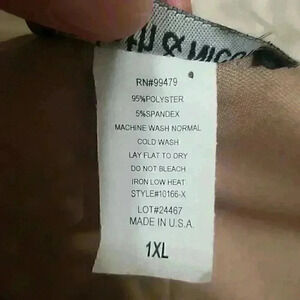 RN#99479
95%POLYSTER
5%SPANDEX
MACHINE WASH NORMAL
COLD WASH
LAY FLAT TO DRY
DO NOT BLEACH
IRON LOW HEAT
STYLE#10166-X
LOT#24467
MADE IN U.S.A.
1XL